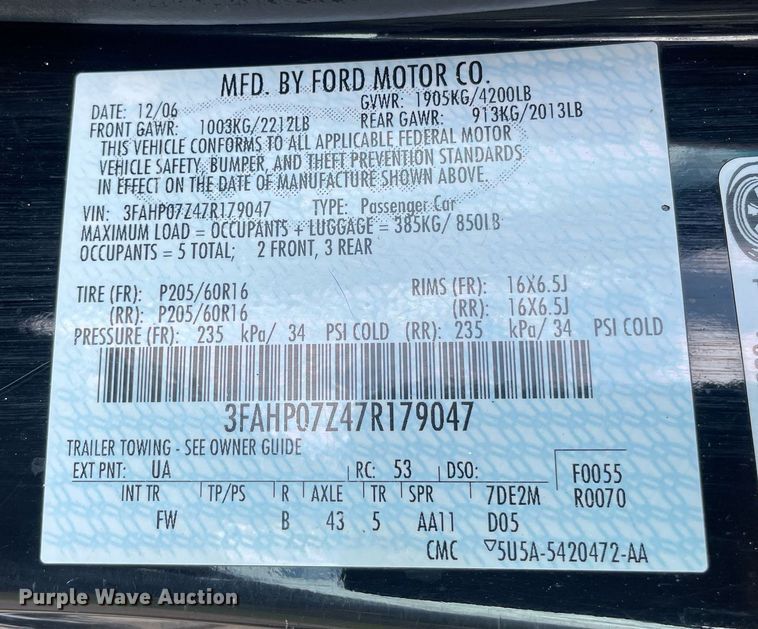 MFD. BY FORD MOTOR CO.
DATE: 12/06 GVWR: 1905KG/4200LB
FRONT GAWR: 1003KG/2212LB REAR GAWR: 913KG/2013LB
THIS VEHICLE CONFORMS TO ALL APPLICABLE FEDERAL MOTOR
VEHICLE SAFETY, BUMPER, AND THEFT PREVENTION STANDARDS
IN EFFECT ON THE DATE OF MANUFACTURE SHOWN ABOVE.
VIN: 3FAHP07Z47R179047 TYPE: Passenger Car
MAXIMUM LOAD = OCCUPANTS + LUGGAGE = 385KG/ 850LB
OCCUPANTS = 5 TOTAL; 2 FRONT, 3 REAR
TIRE (FR): P205/60R16 RIMS (FR): 16X6.5J
(RR): P205/60R16 (RR): 16X6.5J
PRESSURE (FR): 235 kPa/ 34 PSI COLD (RR): 235 kPa/ 34 PSI COLD
3FAHP07Z47R179047
TRAILER TOWING - SEE OWNER GUIDE
EXT PNT: UA RC: 53 DSO: F0055
INT TR TP/PS R AXLE TR SPR 7DE2M R0070
FW B 43 5 AA11 D05
CMC 5U5A-5420472-AA
Purple Wave Auction